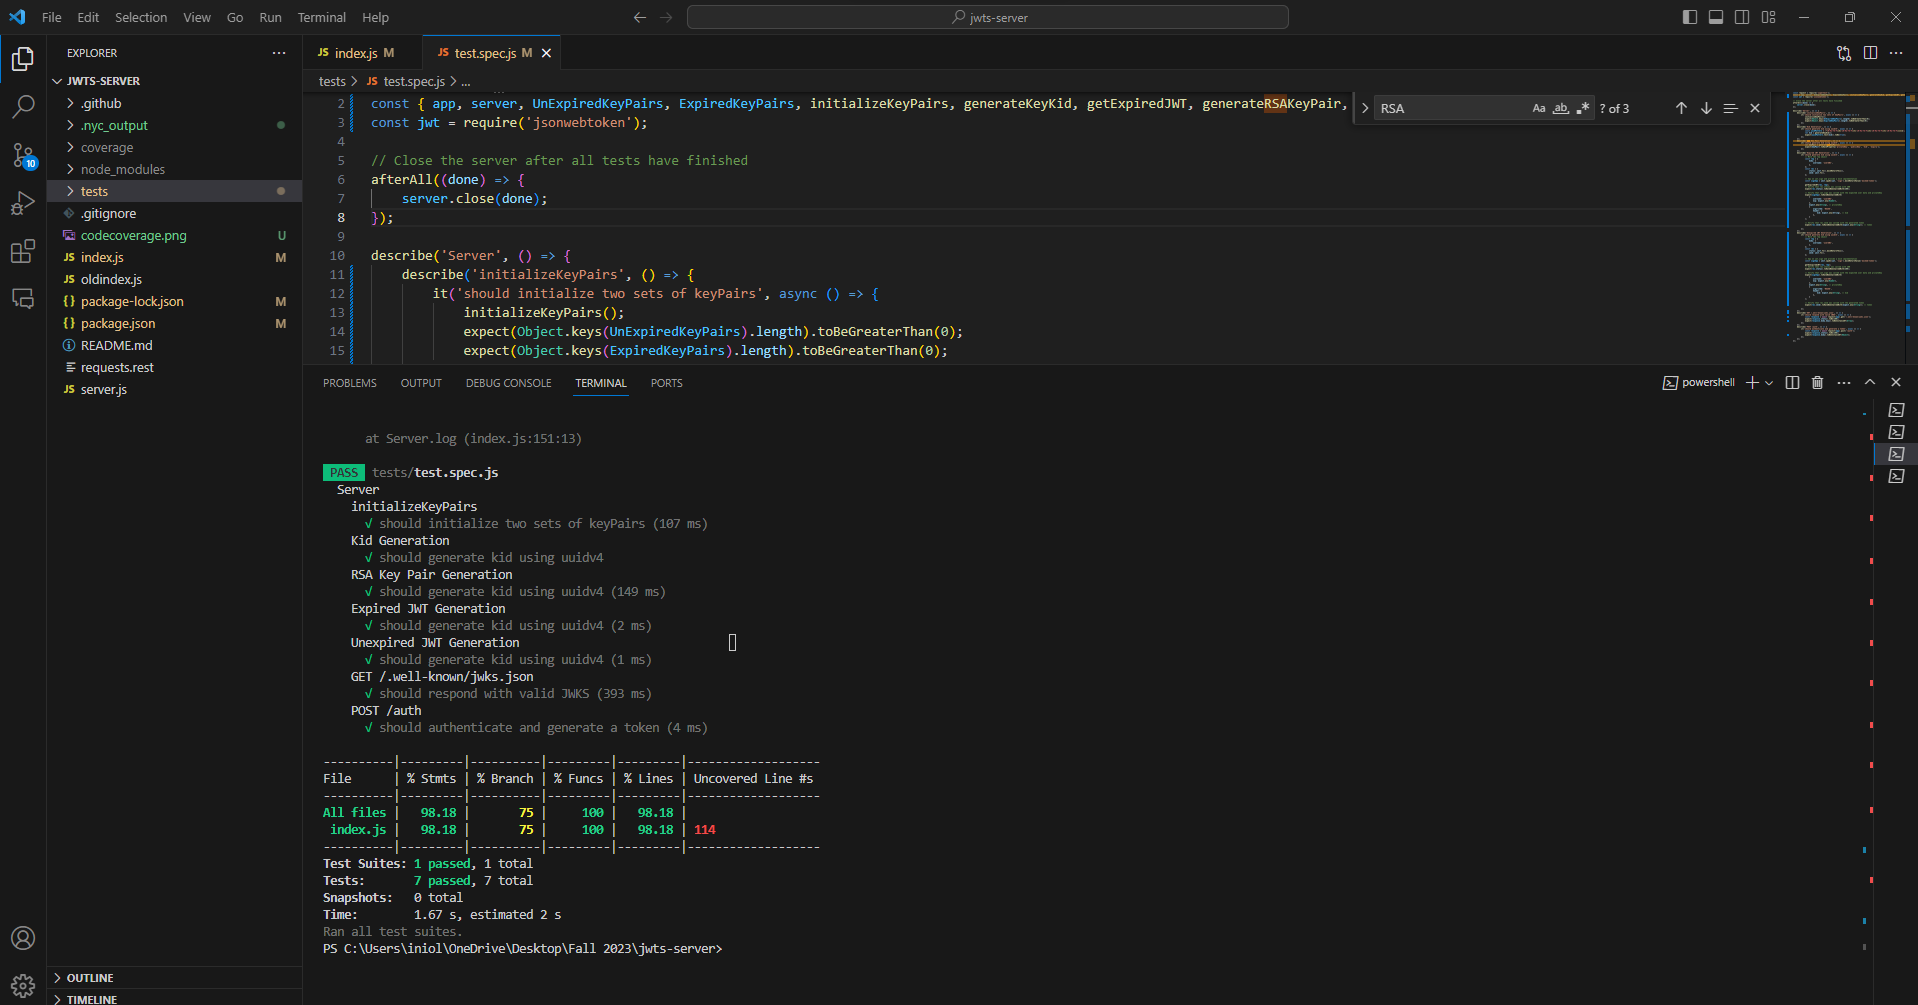 File Edit Selection View Go Run Terminal Help
jwts-server
EXPLORER
JWTS-SERVER
.github
.nyc_output
coverage
node_modules
tests
.gitignore
codecoverage.png U
index.js M
oldindex.js
package-lock.json M
package.json M
README.md
requests.rest
server.js
10
OUTLINE
TIMELINE
JS index.js M
JS test.spec.js M
tests > JS test.spec.js > ...
RSA
Aa ab
? of 3
2 const { app, server, UnExpiredKeyPairs, ExpiredKeyPairs, initializeKeyPairs, generateKeyKid, getExpiredJWT, generateRSAKeyPair,
3 const jwt = require('jsonwebtoken');
4
5 // Close the server after all tests have finished
6 afterAll((done) => {
7 server.close(done);
8 });
9
10 describe('Server', () => {
11 describe('initializeKeyPairs', () => {
12 it('should initialize two sets of keyPairs', async () => {
13 initializeKeyPairs();
14 expect(Object.keys(UnExpiredKeyPairs).length).toBeGreaterThan(0);
15 expect(Object.keys(ExpiredKeyPairs).length).toBeGreaterThan(0);
PROBLEMS OUTPUT DEBUG CONSOLE TERMINAL PORTS
powershell
at Server.log (index.js:151:13)
PASS tests/test.spec.js
Server
initializeKeyPairs
√ should initialize two sets of keyPairs (107 ms)
Kid Generation
√ should generate kid using uuidv4
RSA Key Pair Generation
√ should generate kid using uuidv4 (149 ms)
Expired JWT Generation
√ should generate kid using uuidv4 (2 ms)
Unexpired JWT Generation
√ should generate kid using uuidv4 (1 ms)
GET /.well-known/jwks.json
√ should respond with valid JWKS (393 ms)
POST /auth
√ should authenticate and generate a token (4 ms)
----------|---------|----------|---------|---------|-------------------
File | % Stmts | % Branch | % Funcs | % Lines | Uncovered Line #s
----------|---------|----------|---------|---------|-------------------
All files | 98.18 | 75 | 100 | 98.18 |
index.js | 98.18 | 75 | 100 | 98.18 | 114
----------|---------|----------|---------|---------|-------------------
Test Suites: 1 passed, 1 total
Tests: 7 passed, 7 total
Snapshots: 0 total
Time: 1.67 s, estimated 2 s
Ran all test suites.
PS C:\Users\iniol\OneDrive\Desktop\Fall 2023\jwts-server>